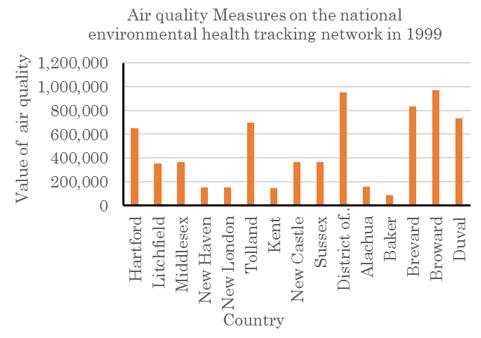 Air quality Measures on the national
environmental health tracking network in 1999
Value of air quality
1,200,000
1,000,000
800,000
600,000
400,000
200,000
0
Hartford
Litchfield
Middlesex
New Haven
New London
Tolland
Kent
New Castle
Sussex
District of..
Alachua
Baker
Brevard
Broward
Duval
Country